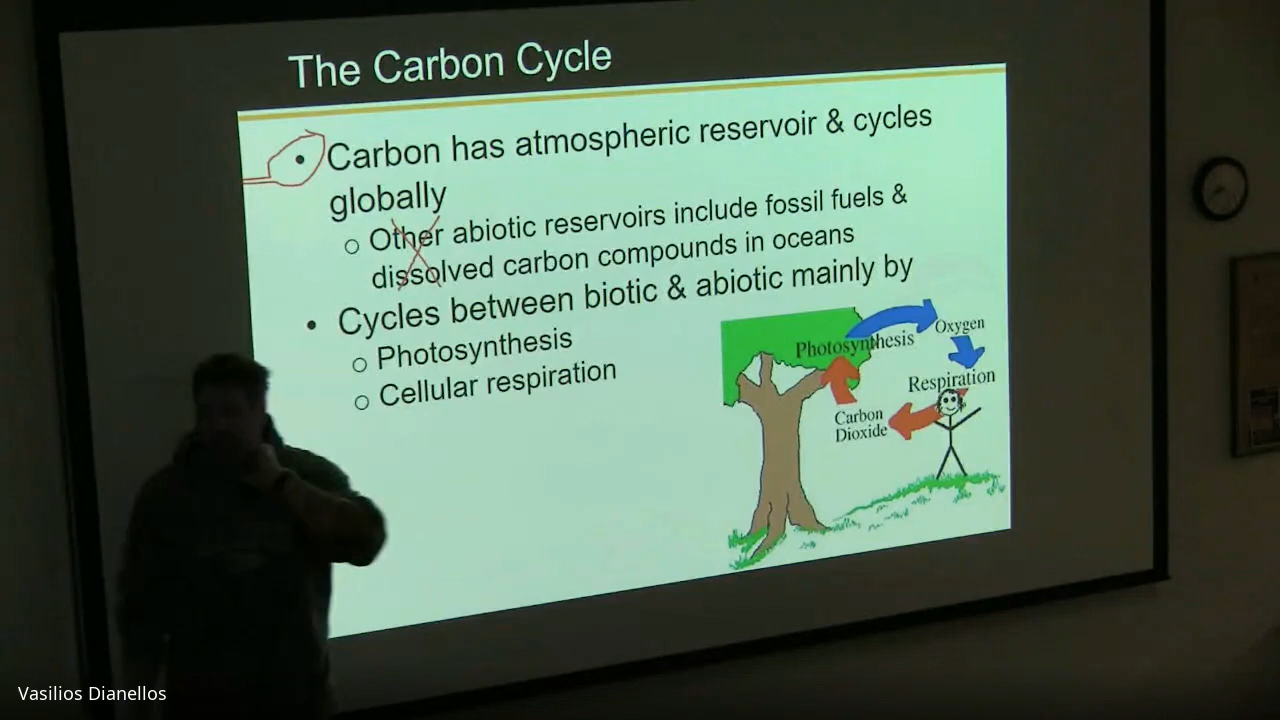 The Carbon Cycle
• Carbon has atmospheric reservoir & cycles
globally
○ Other abiotic reservoirs include fossil fuels &
dissolved carbon compounds in oceans
• Cycles between biotic & abiotic mainly by
○ Photosynthesis
○ Cellular respiration
Photosynthesis
Oxygen
Respiration
Carbon
Dioxide
Vasilios Dianellos